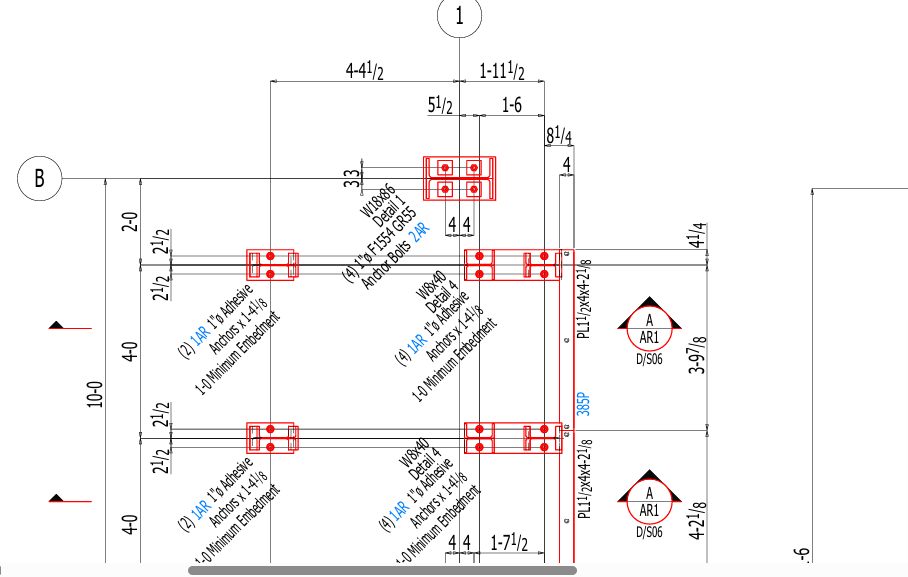 1
4-4 1/2
1-11 1/2
5 1/2
1-6
8 1/4
4
B
3 3
W18x86
Detail 1
(4) 1"ø F1554 GR55
Anchor Bolts 2AR
4 4
2-0
2 1/2
2 1/2
4 1/4
(2) 1AR 1"ø Adhesive
Anchors x 1-4 1/8
1-0 Minimum Embedment
W8x40
Detail 4
(4) 1AR 1"ø Adhesive
Anchors x 1-4 1/8
1-0 Minimum Embedment
PL1 1/2x4x4-2 1/8
A
AR1
D/S06
4-0
3-9 7/8
10-0
385P
2 1/2
2 1/2
(2) 1AR 1"ø Adhesive
Anchors x 1-4 1/8
1-0 Minimum Embedment
W8x40
Detail 4
(4) 1AR 1"ø Adhesive
Anchors x 1-4 1/8
1-0 Minimum Embedment
PL1 1/2x4x4-2 1/8
A
AR1
D/S06
4-0
4-2 1/8
4 4
1-7 1/2
-6